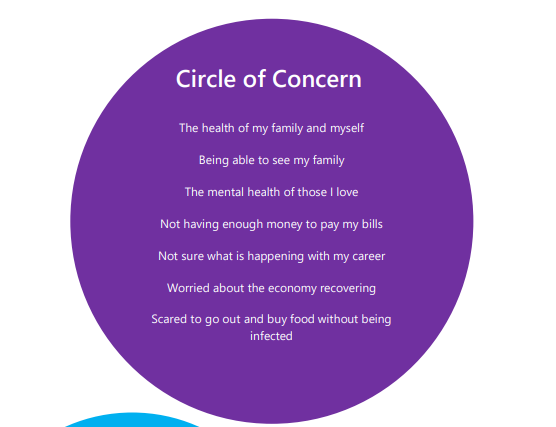 Circle of Concern
The health of my family and myself
Being able to see my family
The mental health of those I love
Not having enough money to pay my bills
Not sure what is happening with my career
Worried about the economy recovering
Scared to go out and buy food without being
infected